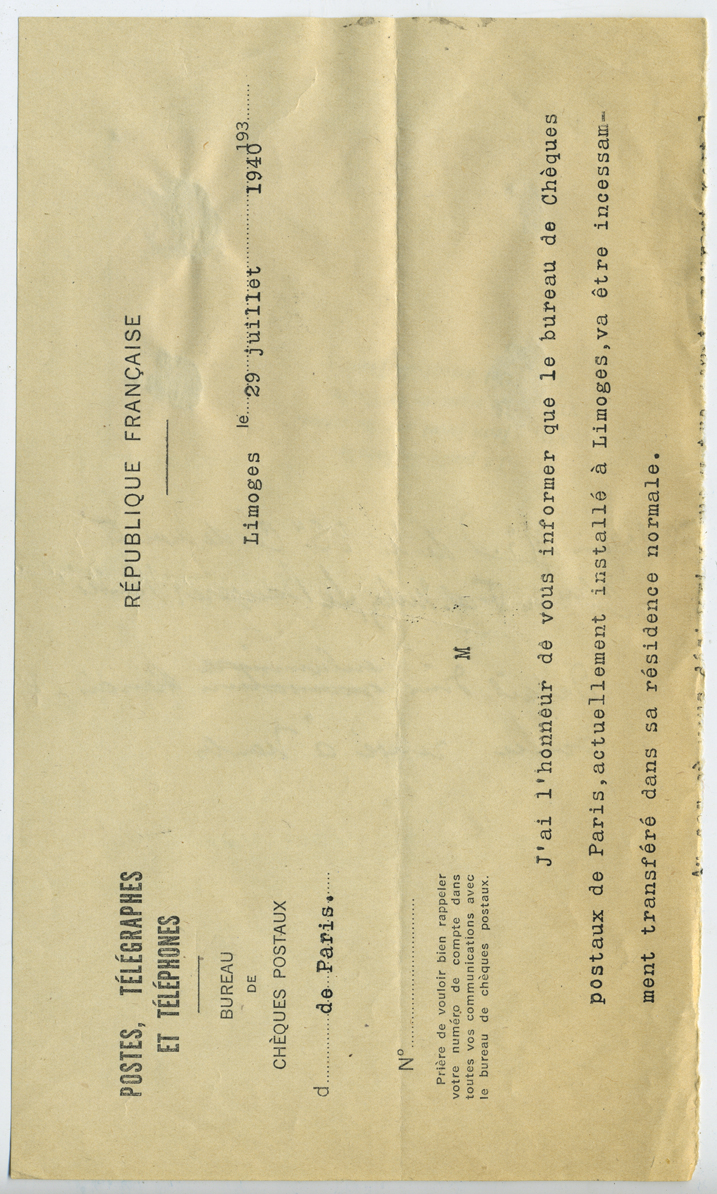 POSTES, TÉLÉGRAPHES
ET TÉLÉPHONES
BUREAU
DE
CHÈQUES POSTAUX
d......de Paris.....
N°
Prière de vouloir bien rappeler
votre numéro de compte dans
toutes vos communications avec
le bureau de chèques postaux.
RÉPUBLIQUE FRANÇAISE
Limoges le 29 juillet 1940 193
M
J'ai l'honneur de vous informer que le bureau de Chèques
postaux de Paris,actuellement installé à Limoges,va être incessam-
ment transféré dans sa résidence normale.